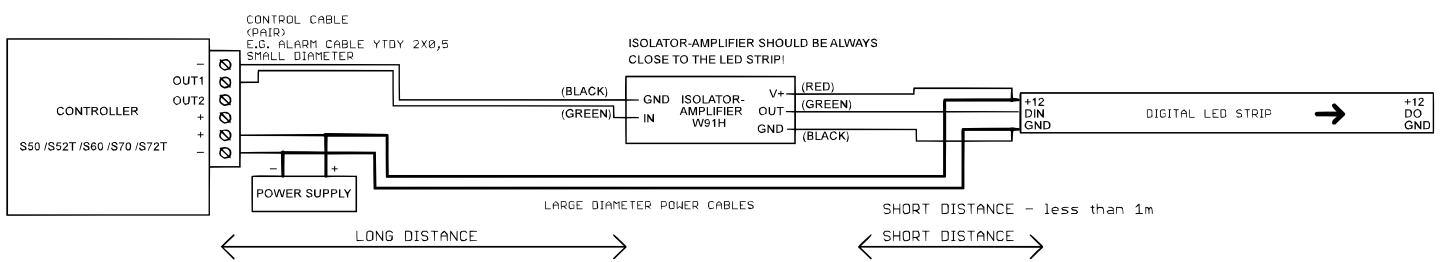 CONTROL CABLE
(PAIR)
E.G. ALARM CABLE YTDY 2X0,5
SMALL DIAMETER
ISOLATOR-AMPLIFIER SHOULD BE ALWAYS
CLOSE TO THE LED STRIP!
CONTROLLER
S50 /S52T /S60 /S70 /S72T
-
OUT1
OUT2
+
+
-
- +
POWER SUPPLY
(BLACK)
(GREEN)
GND
IN
ISOLATOR-
AMPLIFIER
W91H
V+
OUT
GND
(RED)
(GREEN)
(BLACK)
+12
DIN
GND
DIGITAL LED STRIP
+12
DO
GND
LARGE DIAMETER POWER CABLES
SHORT DISTANCE - less than 1m
LONG DISTANCE
SHORT DISTANCE